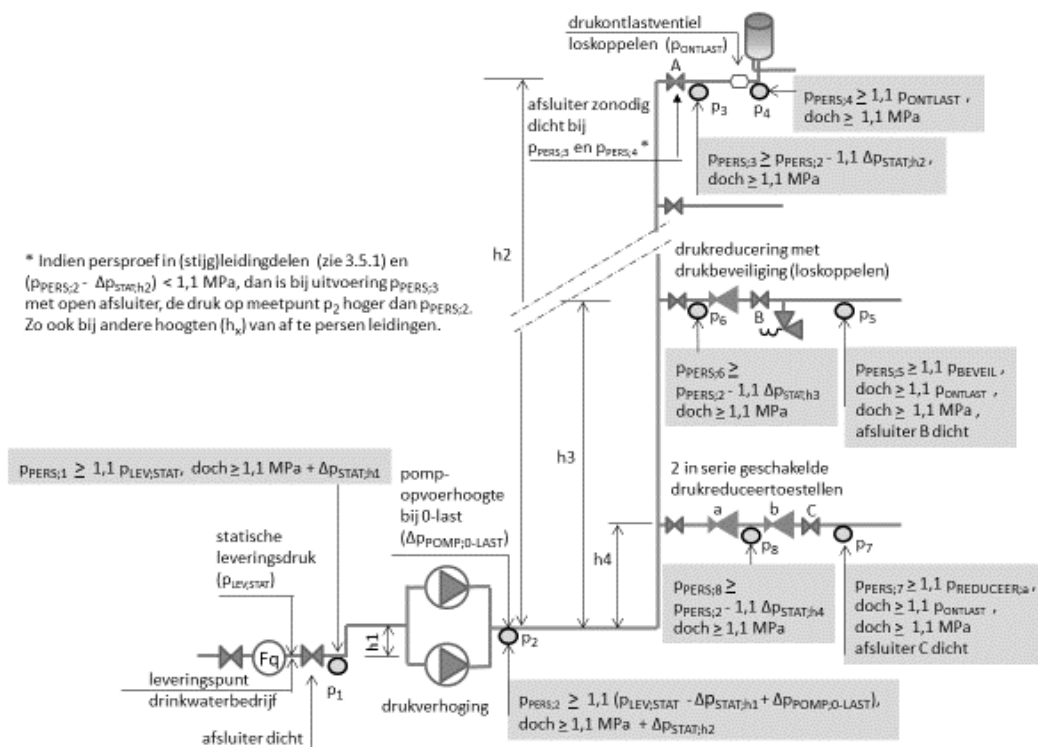 drukontlastventiel
loskoppelen (pONTLAST)
A
p3
p4
pPERS;4 ≥ 1,1 pONTLAST ,
doch ≥ 1,1 MPa
afsluiter zonodig
dicht bij
pPERS;3 en pPERS;4 *
pPERS;3 ≥ pPERS;2 - 1,1 ΔpSTAT;h2,
doch ≥ 1,1 MPa
h2
* Indien persproef in (stijg)leidingdelen (zie 3.5.1) en
(pPERS;2 - ΔpSTAT;h2) < 1,1 MPa, dan is bij uitvoering pPERS;3
met open afsluiter, de druk op meetpunt p2 hoger dan pPERS;2.
Zo ook bij andere hoogten (hx) van af te persen leidingen.
drukreducering met
drukbeveiliging (loskoppelen)
p6
B
p5
pPERS;6 ≥
pPERS;2 - 1,1 ΔpSTAT;h3
doch ≥ 1,1 MPa
pPERS;5 ≥ 1,1 pBEVEIL ,
doch ≥ 1,1 pONTLAST ,
doch ≥ 1,1 MPa ,
afsluiter B dicht
h3
pPERS;1 ≥ 1,1 pLEV;STAT, doch ≥ 1,1 MPa + ΔpSTAT;h1
pomp-
opvoerhoogte
bij 0-last
(ΔpPOMP;0-LAST)
2 in serie geschakelde
drukreduceertoestellen
a
b
C
p8
p7
h4
pPERS;8 ≥
pPERS;2 - 1,1 ΔpSTAT;h4
doch ≥ 1,1 MPa
pPERS;7 ≥ 1,1 pREDUCEER;a,
doch ≥ 1,1 pONTLAST ,
doch ≥ 1,1 MPa
afsluiter C dicht
statische
leveringsdruk
(pLEV;STAT)
h1
Fq
p1
p2
leveringspunt
drinkwaterbedrijf
drukverhoging
pPERS;2 ≥ 1,1 (pLEV;STAT - ΔpSTAT;h1 + ΔpPOMP;0-LAST),
doch ≥ 1,1 MPa + ΔpSTAT;h2
afsluiter dicht